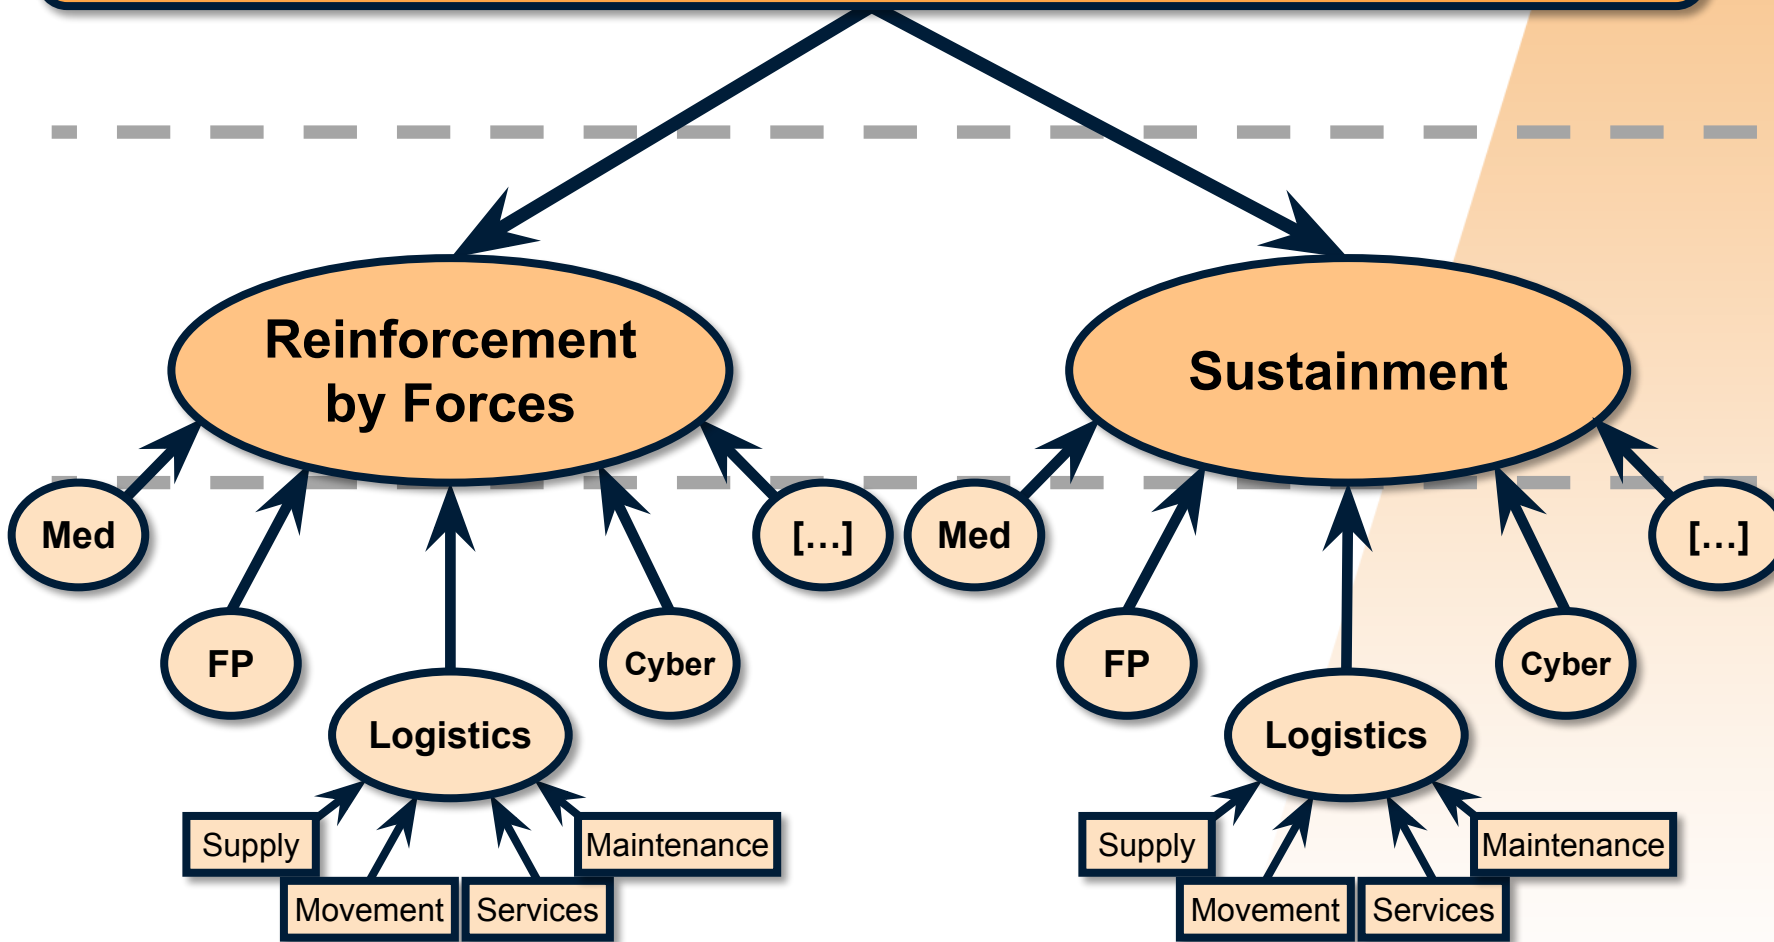 Reinforcement
by Forces
Sustainment
Med
[...]
Med
[...]
FP
Cyber
FP
Cyber
Logistics
Logistics
Supply
Maintenance
Supply
Maintenance
Movement
Services
Movement
Services